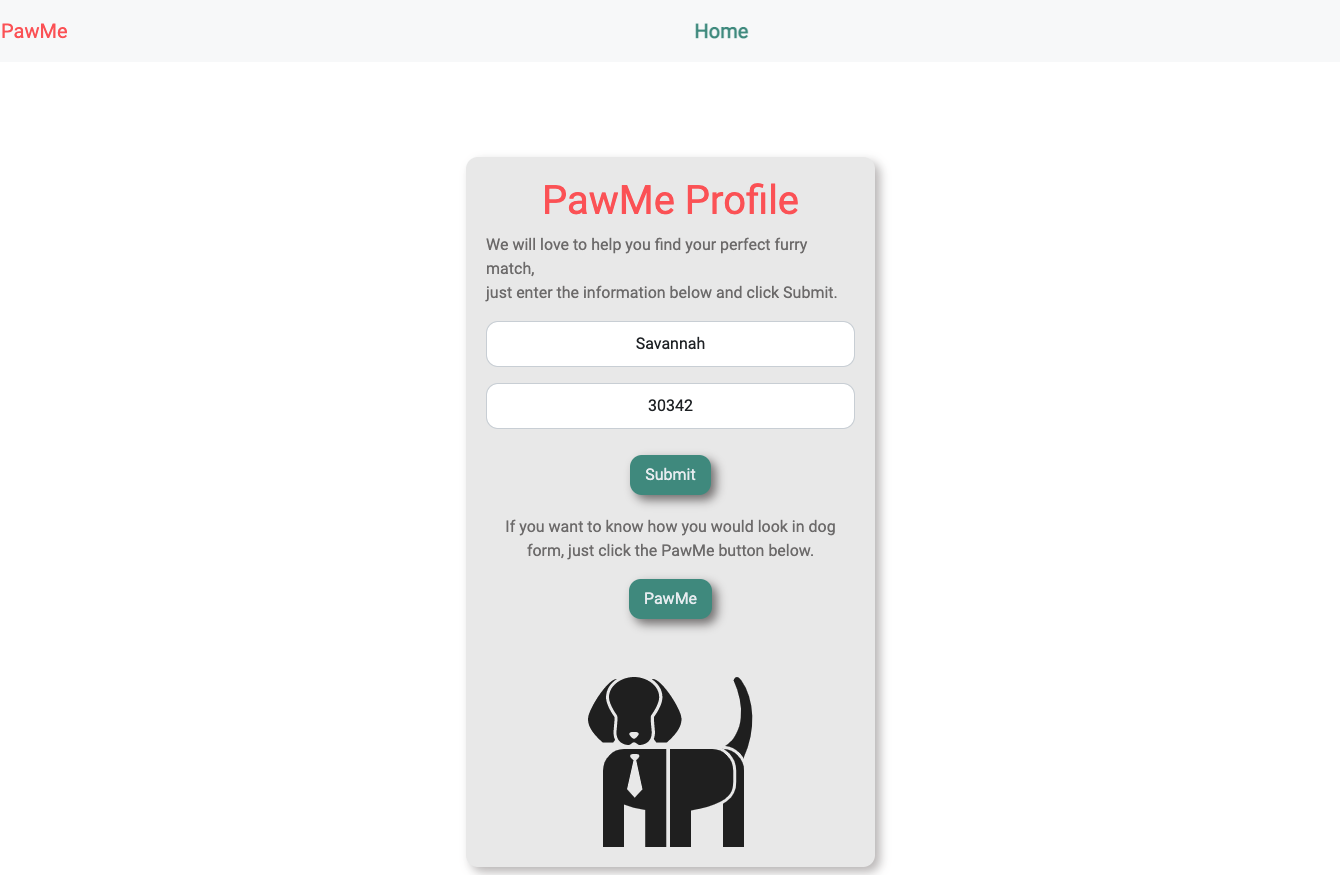 PawMe
Home
PawMe Profile
We will love to help you find your perfect furry
match,
just enter the information below and click Submit.
Savannah
30342
Submit
If you want to know how you would look in dog
form, just click the PawMe button below.
PawMe